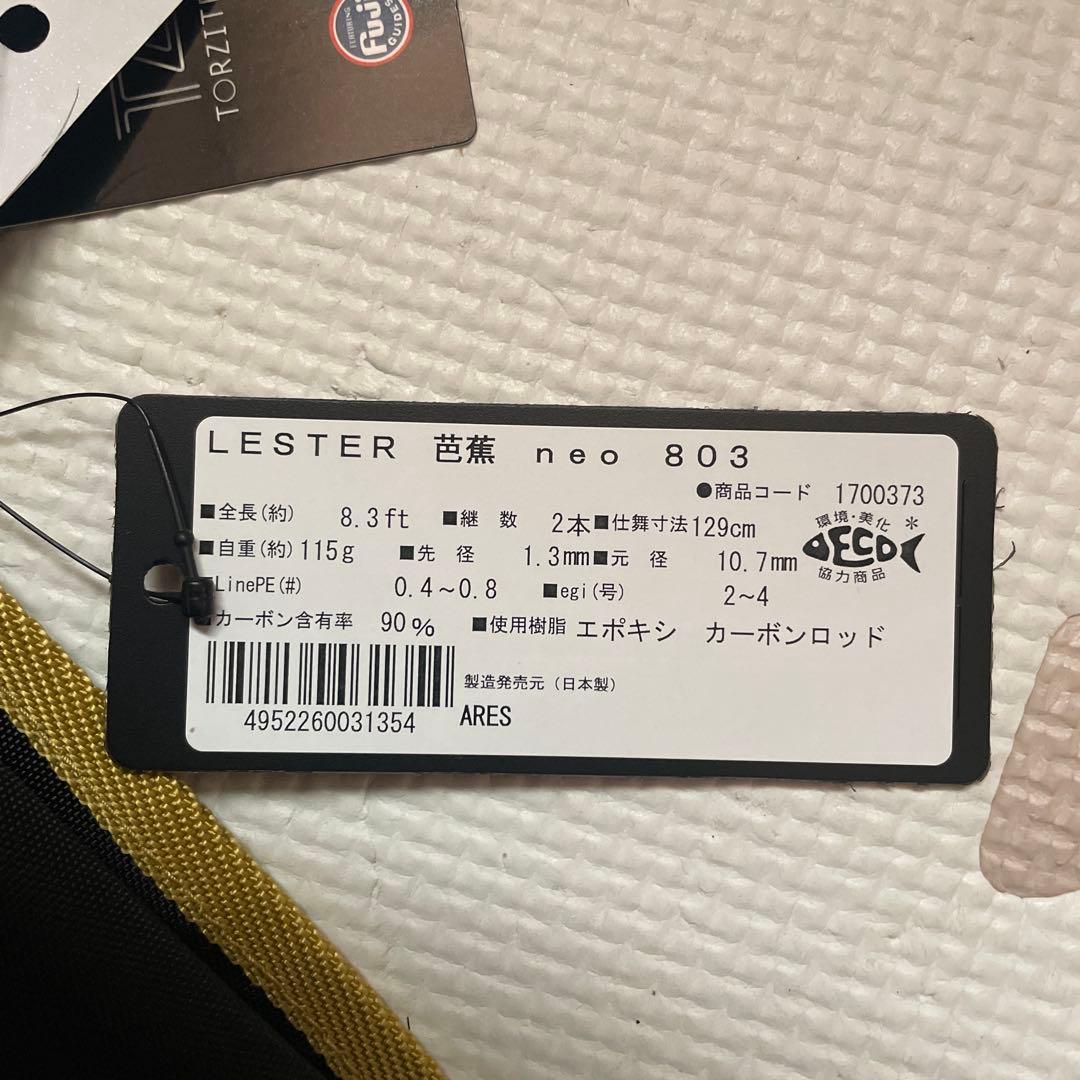 TORZITE
FEATURING
Fuji
GUIDES
LESTER 芭蕉 neo 803
●商品コード 1700373
■全長(約) 8.3ft ■継 数 2本 ■仕舞寸法 129cm
■自重(約) 115g ■先 径 1.3mm ■元 径 10.7mm
■LinePE(#) 0.4～0.8 ■egi(号) 2～4
■カーボン含有率 90% ■使用樹脂 エポキシ カーボンロッド
環境・美化 *
ECO
協力商品
製造発売元(日本製)
4952260031354 ARES